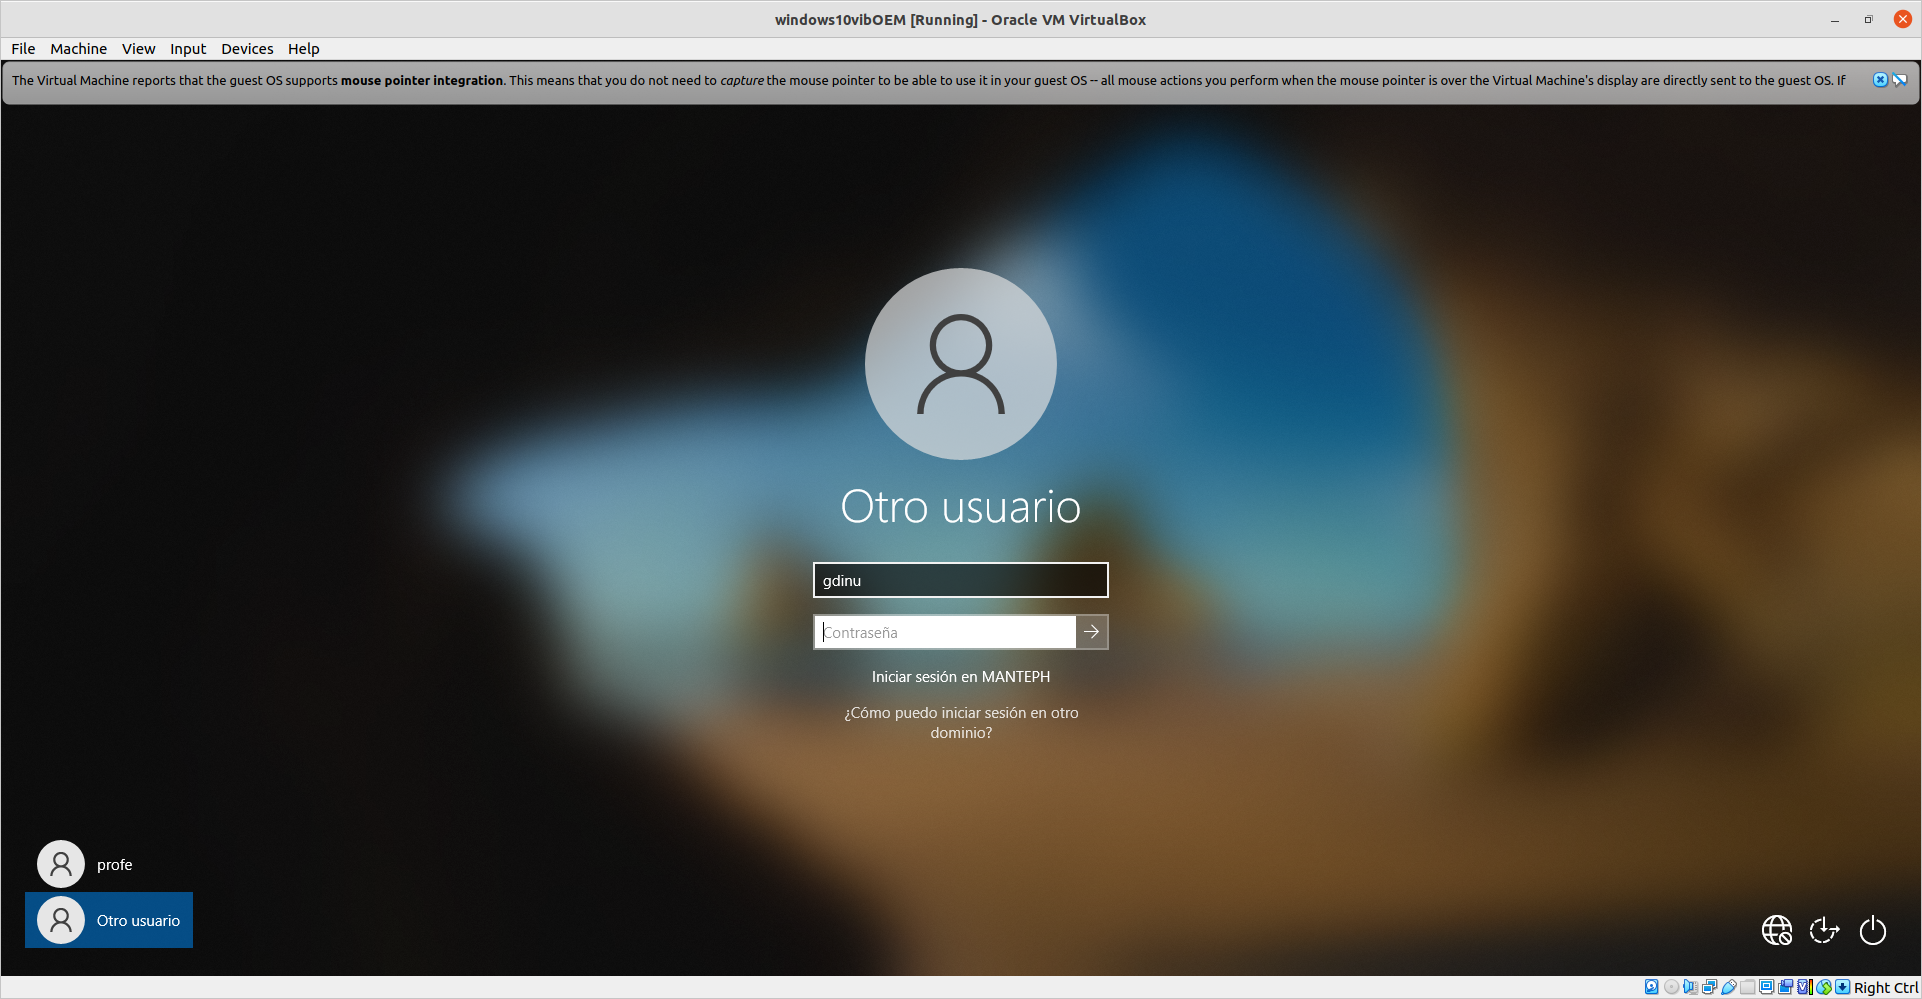 windows10vibOEM [Running] - Oracle VM VirtualBox
File Machine View Input Devices Help
The Virtual Machine reports that the guest OS supports mouse pointer integration. This means that you do not need to capture the mouse pointer to be able to use it in your guest OS -- all mouse actions you perform when the mouse pointer is over the Virtual Machine's display are directly sent to the guest OS. If
Otro usuario
gdinu
Contraseña
Iniciar sesión en MANTEPH
¿Cómo puedo iniciar sesión en otro
dominio?
profe
Otro usuario
Right Ctrl